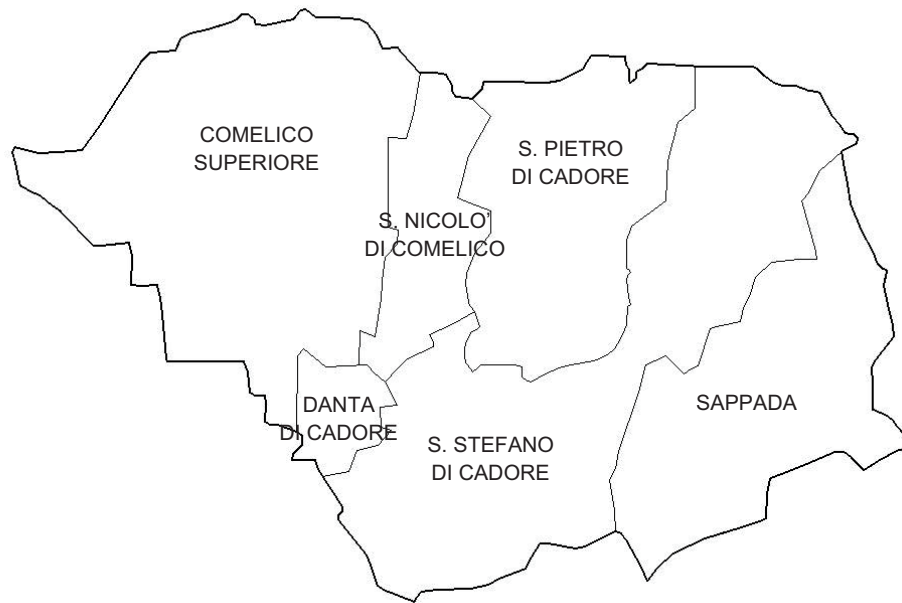 COMELICO
SUPERIORE
S. PIETRO
DI CADORE
S. NICOLO'
DI COMELICO
DANTA
DI CADORE
S. STEFANO
DI CADORE
SAPPADA